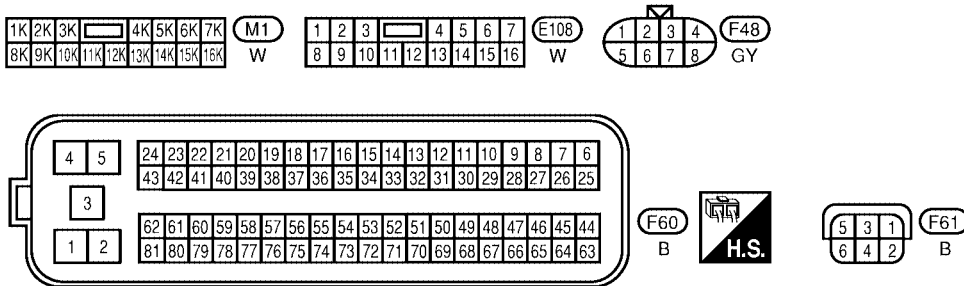 1K 2K 3K 4K 5K 6K 7K
8K 9K 10K 11K 12K 13K 14K 15K 16K
M1
W
1 2 3 4 5 6 7
8 9 10 11 12 13 14 15 16
E108
W
1 2 3 4
5 6 7 8
F48
GY
4 5
3
1 2
24 23 22 21 20 19 18 17 16 15 14 13 12 11 10 9 8 7 6
43 42 41 40 39 38 37 36 35 34 33 32 31 30 29 28 27 26 25
62 61 60 59 58 57 56 55 54 53 52 51 50 49 48 47 46 45 44
81 80 79 78 77 76 75 74 73 72 71 70 69 68 67 66 65 64 63
F60
B
H.S.
5 3 1
6 4 2
F61
B